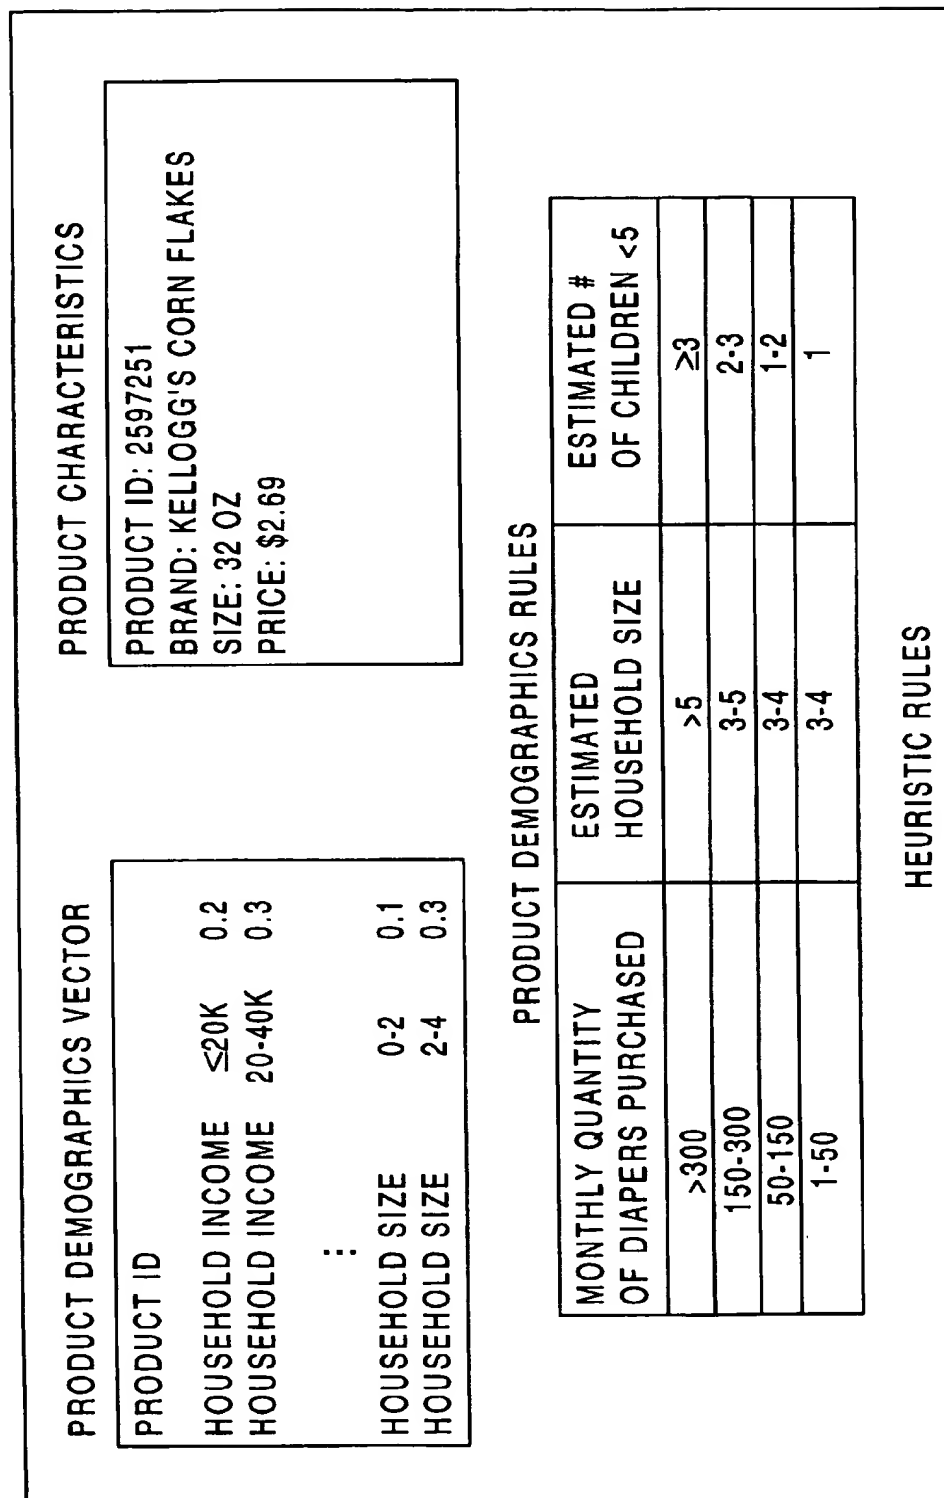 PRODUCT DEMOGRAPHICS VECTOR
PRODUCT ID
HOUSEHOLD INCOME ≤20K 0.2
HOUSEHOLD INCOME 20-40K 0.3
⋮
HOUSEHOLD SIZE 0-2 0.1
HOUSEHOLD SIZE 2-4 0.3
PRODUCT CHARACTERISTICS
PRODUCT ID: 2597251
BRAND: KELLOGG'S CORN FLAKES
SIZE: 32 OZ
PRICE: $2.69
PRODUCT DEMOGRAPHICS RULES
MONTHLY QUANTITY OF DIAPERS PURCHASED
ESTIMATED HOUSEHOLD SIZE
ESTIMATED # OF CHILDREN <5
>300 >5 ≥3
150-300 3-5 2-3
50-150 3-4 1-2
1-50 3-4 1
HEURISTIC RULES